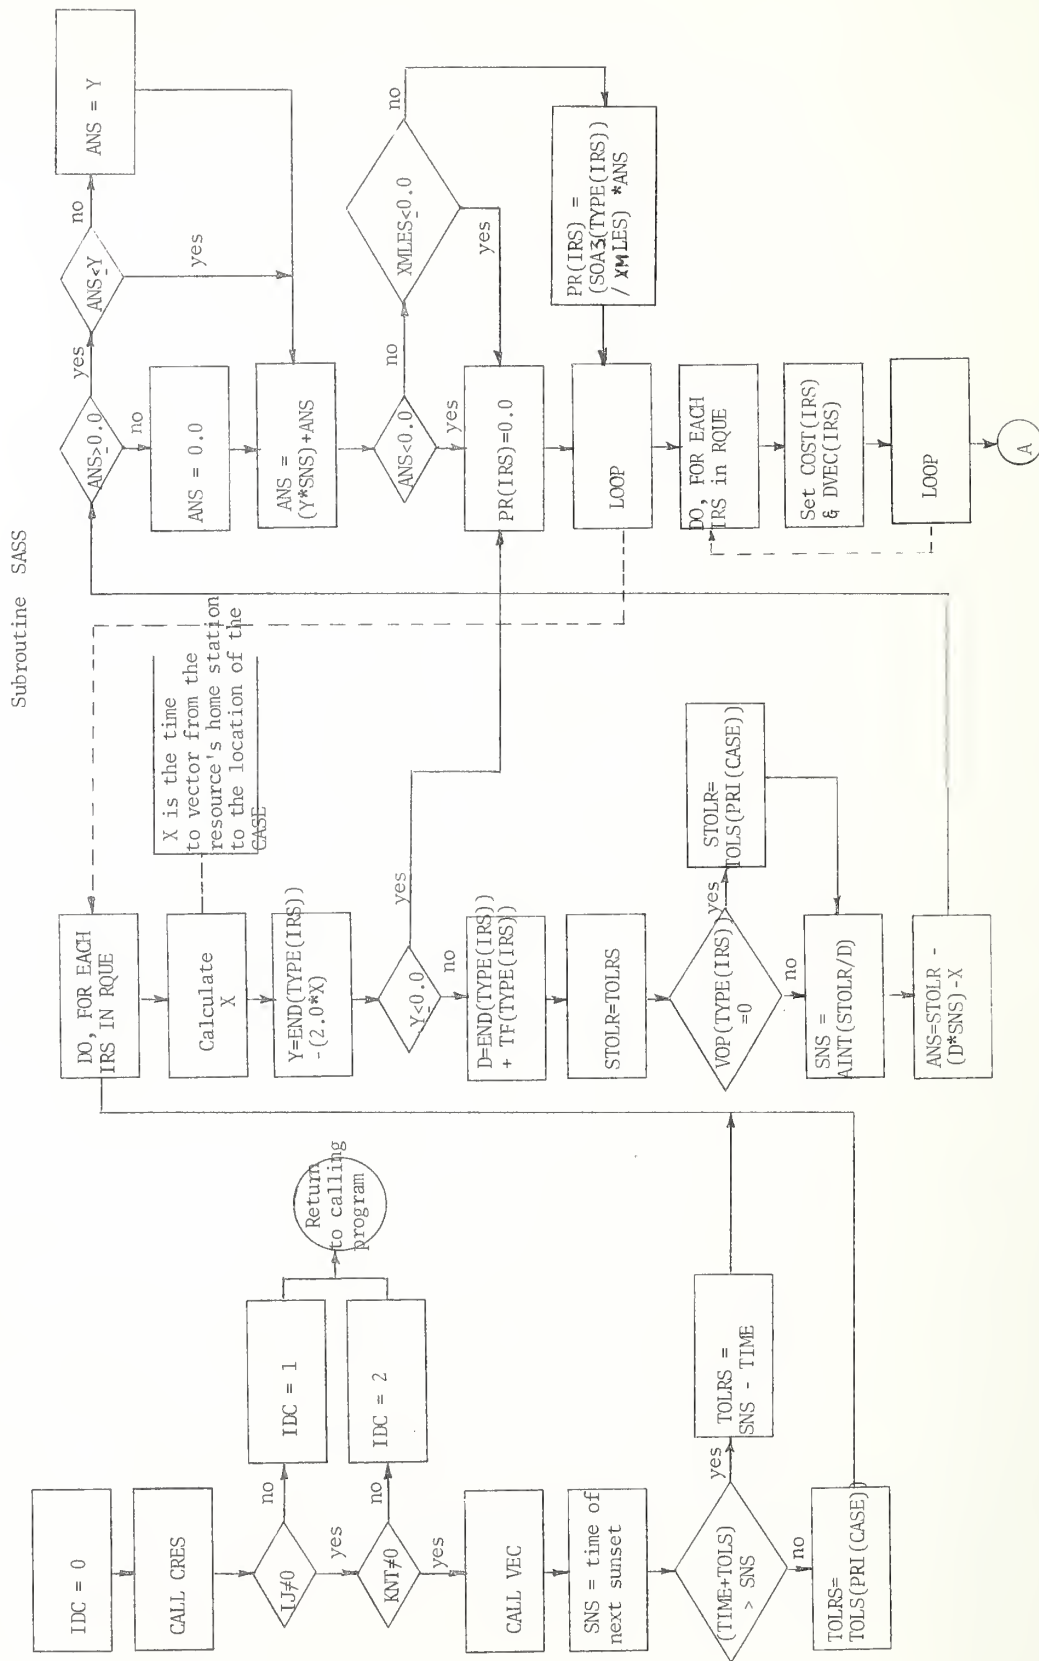 Subroutine SASS
IDC = 0
CALL CRES
IJ≠0
no
IDC = 1
yes
KNT≠0
no
IDC = 2
Return
to calling
program
yes
CALL VEC
SNS = time of
next sunset
(TIME+TOLS)
> SNS
yes
TOLRS =
SNS - TIME
no
TOLRS=
TOLS(PRI(CASE))
DO, FOR EACH
IRS IN RQUE
Calculate
X
X is the time
to vector from the
resource's home station
to the location of the
CASE
Y=END(TYPE(IRS))
-(2.0*X)
Y<0.0
yes
no
D=END(TYPE(IRS))
+ TF(TYPE(IRS))
STOLR=TOLRS
VOP(TYPE(IRS))
=0
yes
STOLR=
TOLS(PRI(CASE))
no
SNS =
AINT(STOLR/D)
ANS=STOLR -
(D*SNS)-X
ANS≥0.0
yes
ANS≤Y
no
ANS = Y
yes
no
ANS = 0.0
ANS =
(Y*SNS)+ANS
ANS≤0.0
no
XMLES≤0.0
no
yes
yes
PR(IRS)=0.0
PR(IRS) =
(SOA3(TYPE(IRS))
/ XMLES) *ANS
LOOP
DO, FOR EACH
IRS in RQUE
Set COST(IRS)
& DVEC(IRS)
LOOP
A